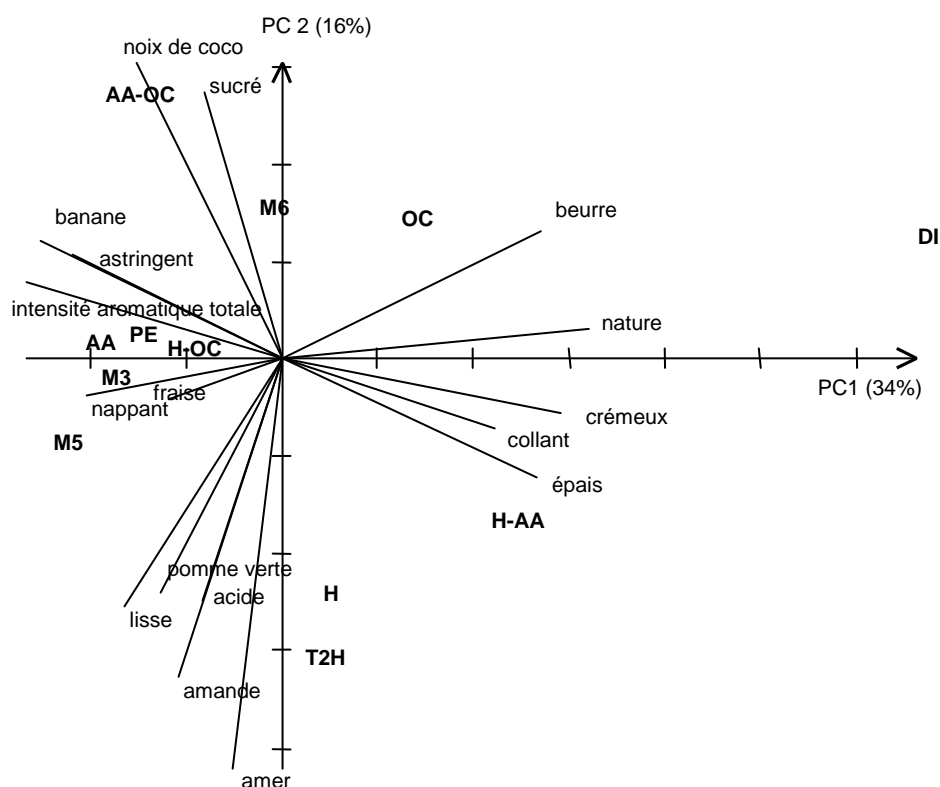 PC 2 (16%)
noix de coco
sucré
AA-OC
M6
OC
beurre
banane
DI
astringent
intensité aromatique totale
nature
PE
AA
H-OC
PC1 (34%)
M3
fraise
nappant
crémeux
M5
collant
épais
H-AA
pomme verte
acide
H
lisse
T2H
amande
amer